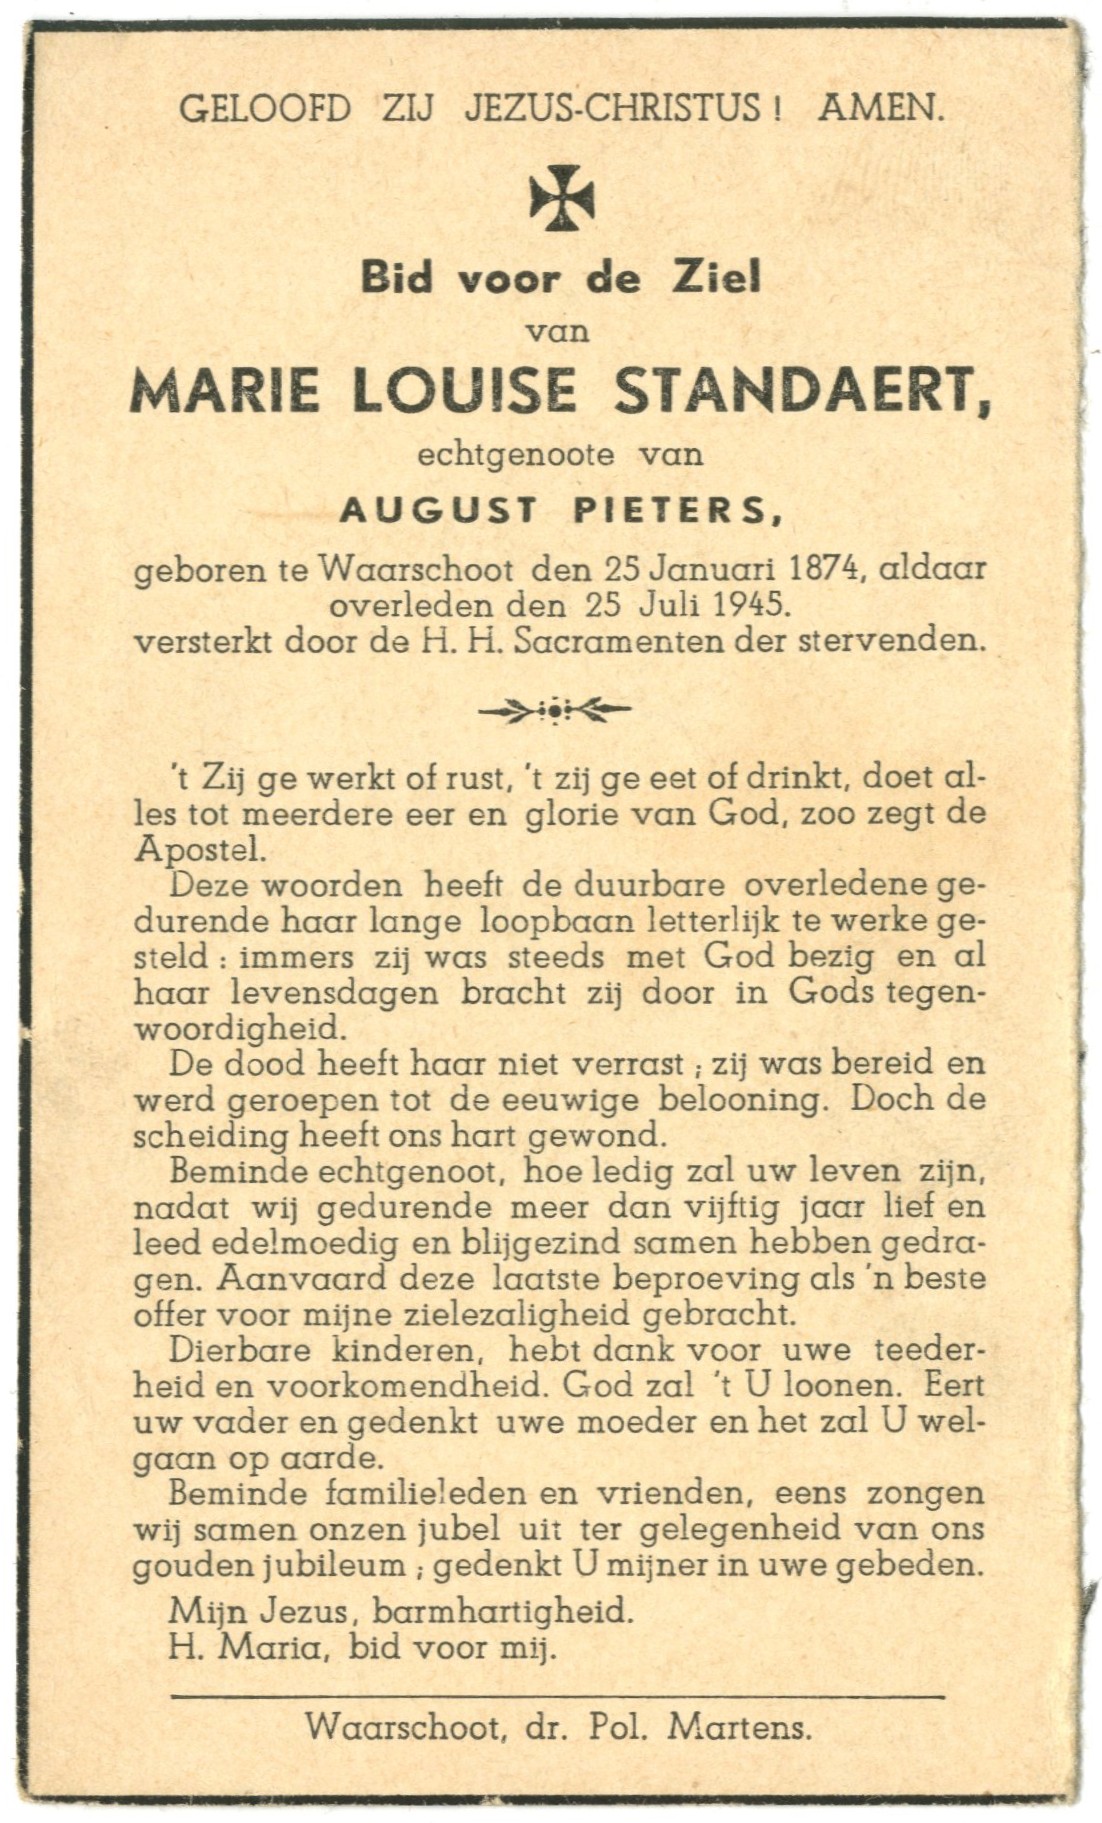 GELOOFD ZIJ JEZUS-CHRISTUS! AMEN.
Bid voor de Ziel
van
MARIE LOUISE STANDAERT,
echtgenoote van
AUGUST PIETERS,
geboren te Waarschoot den 25 Januari 1874, aldaar
overleden den 25 Juli 1945.
versterkt door de H. H. Sacramenten der stervenden.
't Zij ge werkt of rust, 't zij ge eet of drinkt, doet al-
les tot meerdere eer en glorie van God, zoo zegt de
Apostel.
Deze woorden heeft de duurbare overledene ge-
durende haar lange loopbaan letterlijk te werke ge-
steld : immers zij was steeds met God bezig en al
haar levensdagen bracht zij door in Gods tegen-
woordigheid.
De dood heeft haar niet verrast ; zij was bereid en
werd geroepen tot de eeuwige belooning. Doch de
scheiding heeft ons hart gewond.
Beminde echtgenoot, hoe ledig zal uw leven zijn,
nadat wij gedurende meer dan vijftig jaar lief en
leed edelmoedig en blijgezind samen hebben gedra-
gen. Aanvaard deze laatste beproeving als 'n beste
offer voor mijne zielezaligheid gebracht.
Dierbare kinderen, hebt dank voor uwe teeder-
heid en voorkomendheid. God zal 't U loonen. Eert
uw vader en gedenkt uwe moeder en het zal U wel-
gaan op aarde.
Beminde familieleden en vrienden, eens zongen
wij samen onzen jubel uit ter gelegenheid van ons
gouden jubileum ; gedenkt U mijner in uwe gebeden.
Mijn Jezus, barmhartigheid.
H. Maria, bid voor mij.
Waarschoot, dr. Pol. Martens.